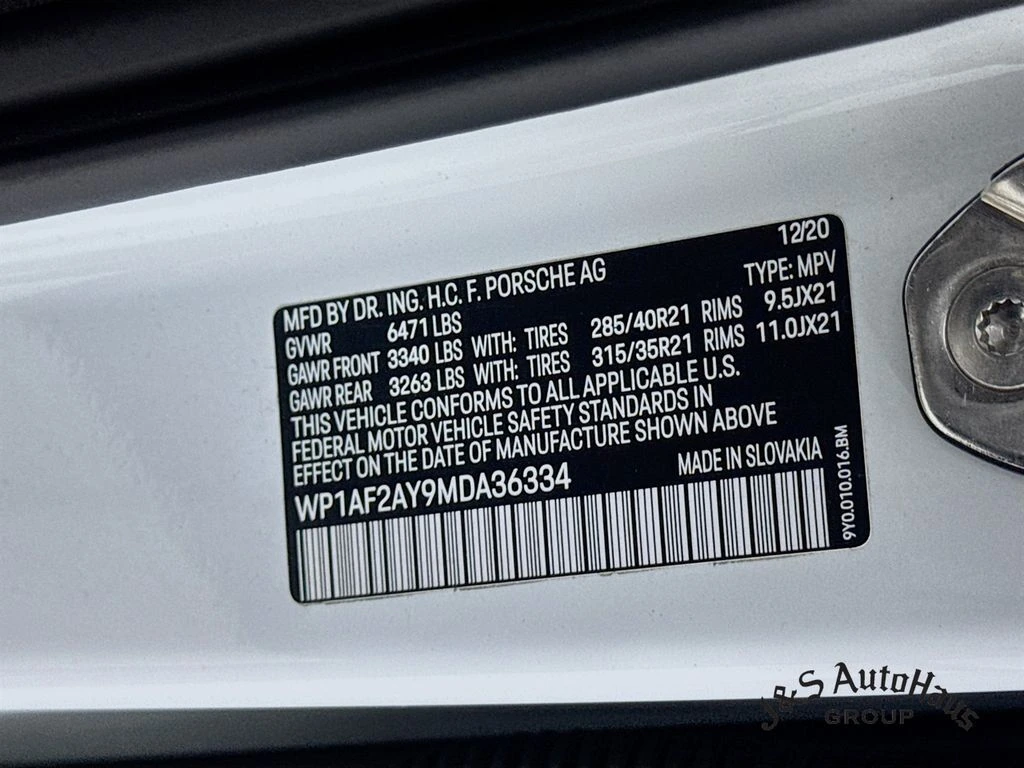 12/20
MFD BY DR. ING. H.C. F. PORSCHE AG
GVWR 6471 LBS TYPE: MPV
GAWR FRONT 3340 LBS WITH: TIRES 285/40R21 RIMS 9.5JX21
GAWR REAR 3263 LBS WITH: TIRES 315/35R21 RIMS 11.0JX21
THIS VEHICLE CONFORMS TO ALL APPLICABLE U.S.
FEDERAL MOTOR VEHICLE SAFETY STANDARDS IN
EFFECT ON THE DATE OF MANUFACTURE SHOWN ABOVE
WP1AF2AY9MDA36334 MADE IN SLOVAKIA
9Y0.010.016.BM
J&S AutoHaus
GROUP